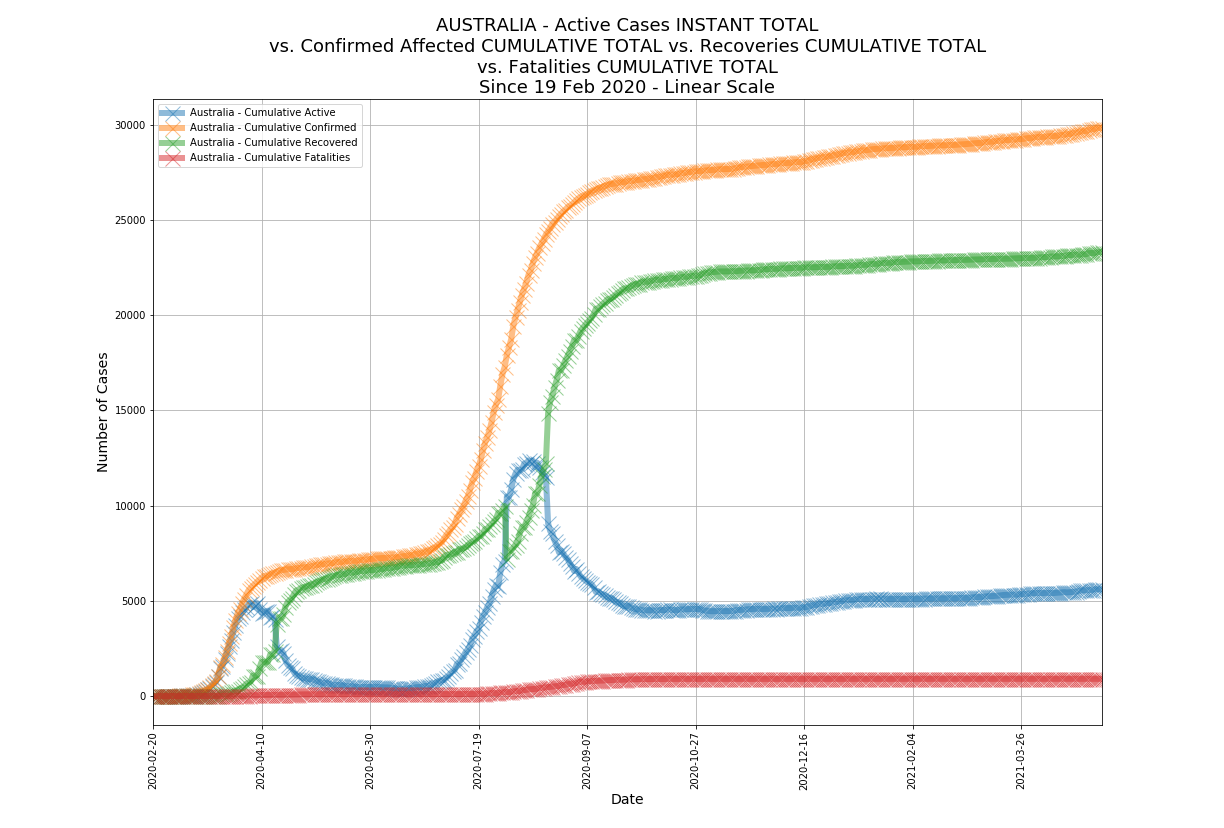 AUSTRALIA - Active Cases INSTANT TOTAL
vs. Confirmed Affected CUMULATIVE TOTAL vs. Recoveries CUMULATIVE TOTAL
vs. Fatalities CUMULATIVE TOTAL
Since 19 Feb 2020 - Linear Scale
Australia - Cumulative Active
Australia - Cumulative Confirmed
Australia - Cumulative Recovered
Australia - Cumulative Fatalities
Number of Cases
30000
25000
20000
15000
10000
5000
0
2020-02-20
2020-04-10
2020-05-30
2020-07-19
2020-09-07
2020-10-27
2020-12-16
2021-02-04
2021-03-26
Date